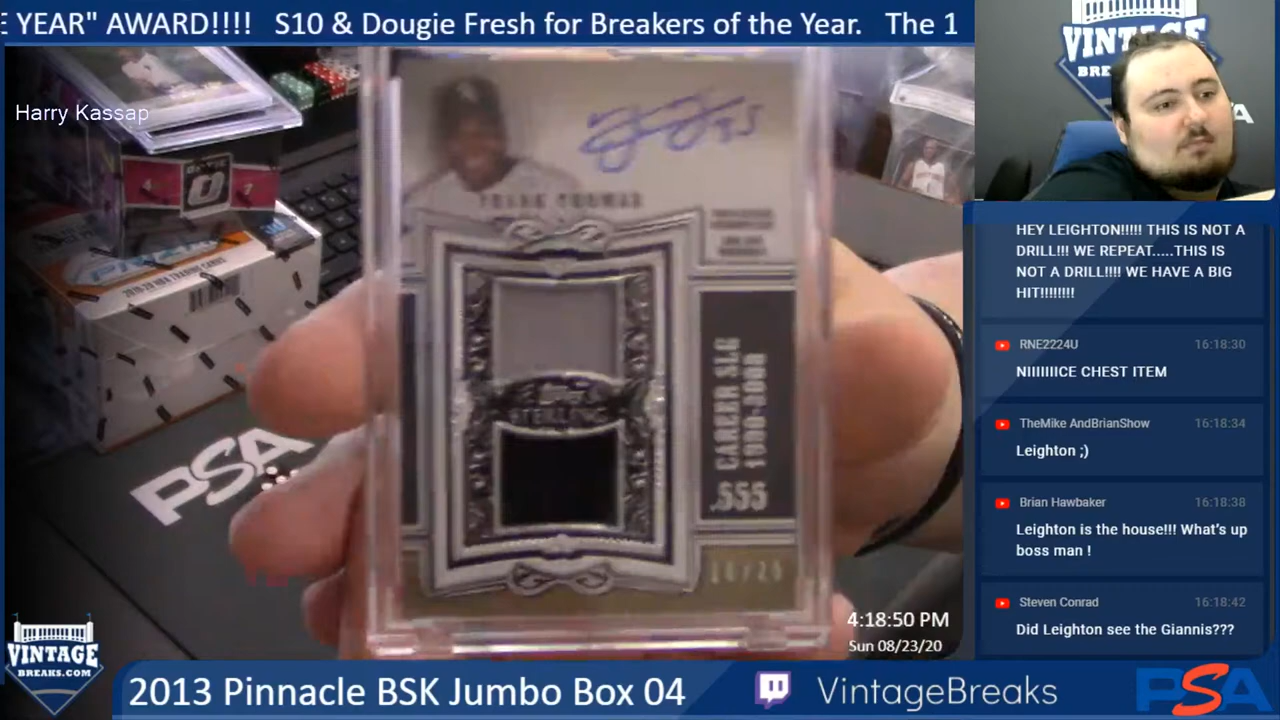 E YEAR" AWARD!!!! S10 & Dougie Fresh for Breakers of the Year. The 1
Harry Kassap
FRANK THOMAS
Topps
STERLING
CAREER SLG
1990-2008
.555
PSA
VINTAGE
HEY LEIGHTON!!!!! THIS IS NOT A
DRILL!!! WE REPEAT.....THIS IS
NOT A DRILL!!!! WE HAVE A BIG
HIT!!!!!!!!
RNE2224U 16:18:30
NIIIIIIICE CHEST ITEM
TheMike AndBrianShow 16:18:34
Leighton ;)
Brian Hawbaker 16:18:38
Leighton is the house!!! What's up
boss man !
Steven Conrad 16:18:42
Did Leighton see the Giannis???
4:18:50 PM
Sun 08/23/20
VINTAGE
BREAKS.COM
2013 Pinnacle BSK Jumbo Box 04
VintageBreaks
PSA